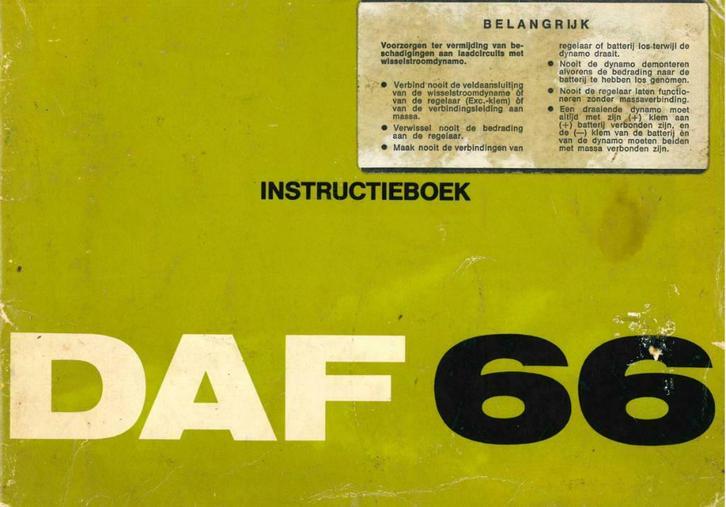 BELANGRIJK
Voorzorgen ter vermijding van be-
schadigingen aan laadcircuits met
wisselstroomdynamo.
● Verbind nooit de veldaansluiting
van de wisselstroomdynamo óf
van de regelaar (Exc.-klem) óf
van de verbindingsleiding aan
massa.
● Verwissel nooit de bedrading
aan de regelaar.
● Maak nooit de verbindingen van
regelaar of batterij los terwijl de
dynamo draait.
● Nooit de dynamo demonteren
alvorens de bedrading naar de
batterij te hebben los genomen.
● Nooit de regelaar laten functio-
neren zonder massaverbinding.
● Een draaiende dynamo moet
altijd met zijn (+) klem aan
(+) batterij verbonden zijn, en
de (—) klem van de batterij én
van de dynamo moeten beiden
met massa verbonden zijn.
INSTRUCTIEBOEK
DAF 66